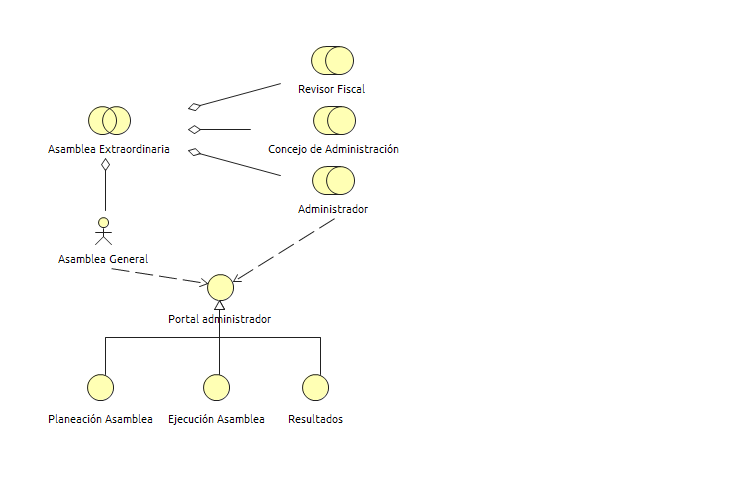 Revisor Fiscal
Asamblea Extraordinaria
Concejo de Administración
Administrador
Asamblea General
Portal administrador
Planeación Asamblea
Ejecución Asamblea
Resultados